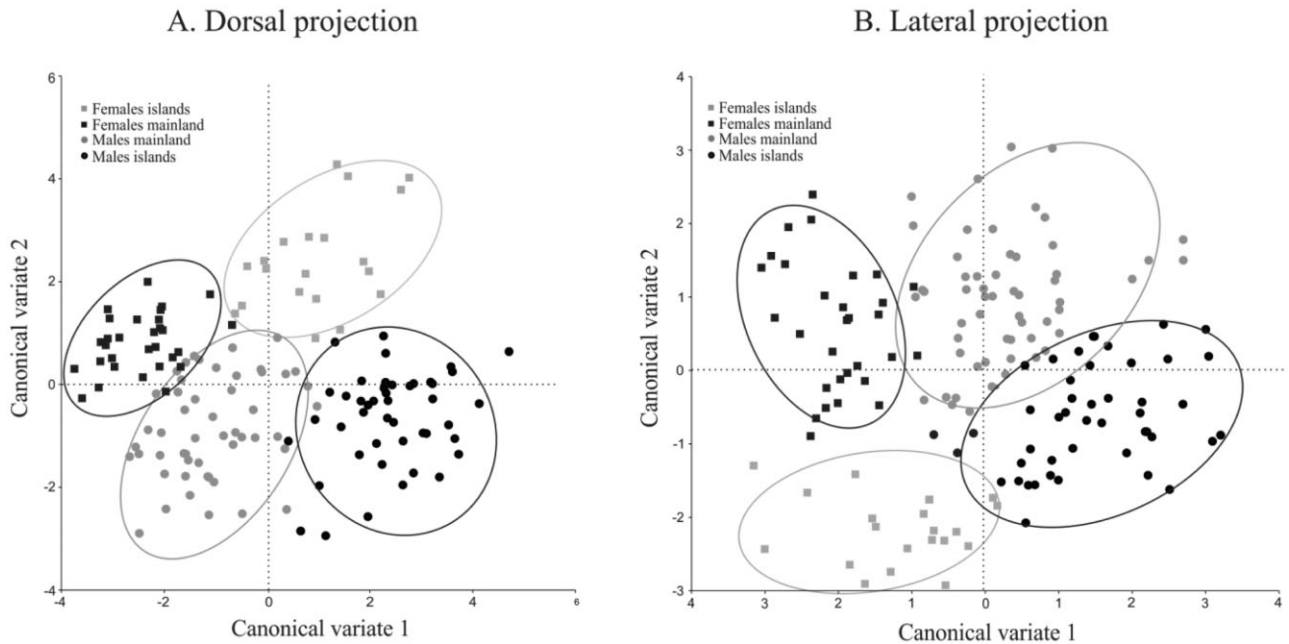 A. Dorsal projection
6
4
2
0
-2
-4
Females islands
Females mainland
Males mainland
Males islands
Canonical variate 2
-4
-2
0
2
4
6
Canonical variate 1
B. Lateral projection
4
3
2
1
0
-1
-2
-3
Females islands
Females mainland
Males mainland
Males islands
Canonical variate 2
4
3
2
1
0
1
2
3
4
Canonical variate 1